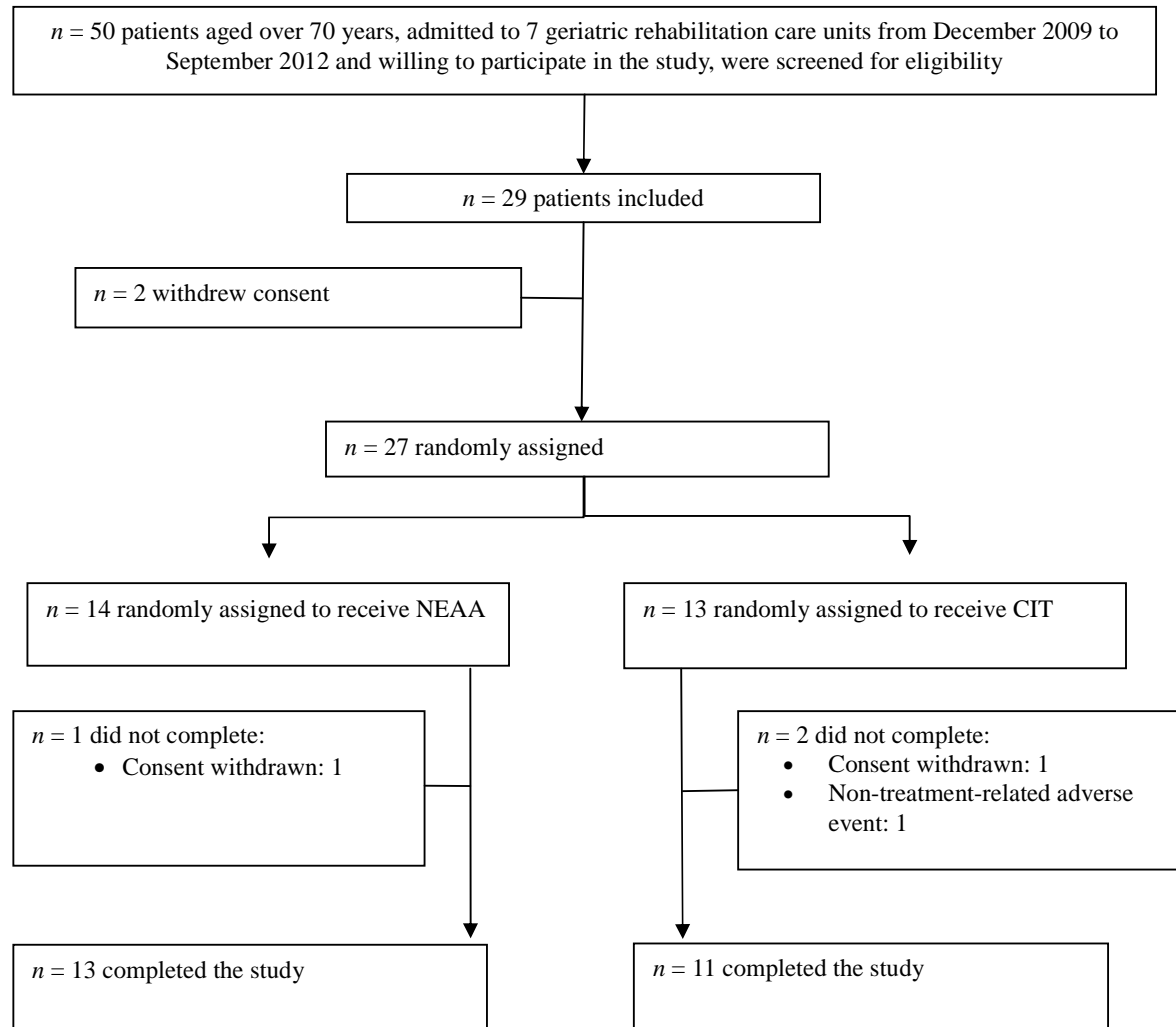 n = 50 patients aged over 70 years, admitted to 7 geriatric rehabilitation care units from December 2009 to
September 2012 and willing to participate in the study, were screened for eligibility
n = 29 patients included
n = 2 withdrew consent
n = 27 randomly assigned
n = 14 randomly assigned to receive NEAA
n = 13 randomly assigned to receive CIT
n = 1 did not complete:
• Consent withdrawn: 1
n = 2 did not complete:
• Consent withdrawn: 1
• Non-treatment-related adverse
event: 1
n = 13 completed the study
n = 11 completed the study